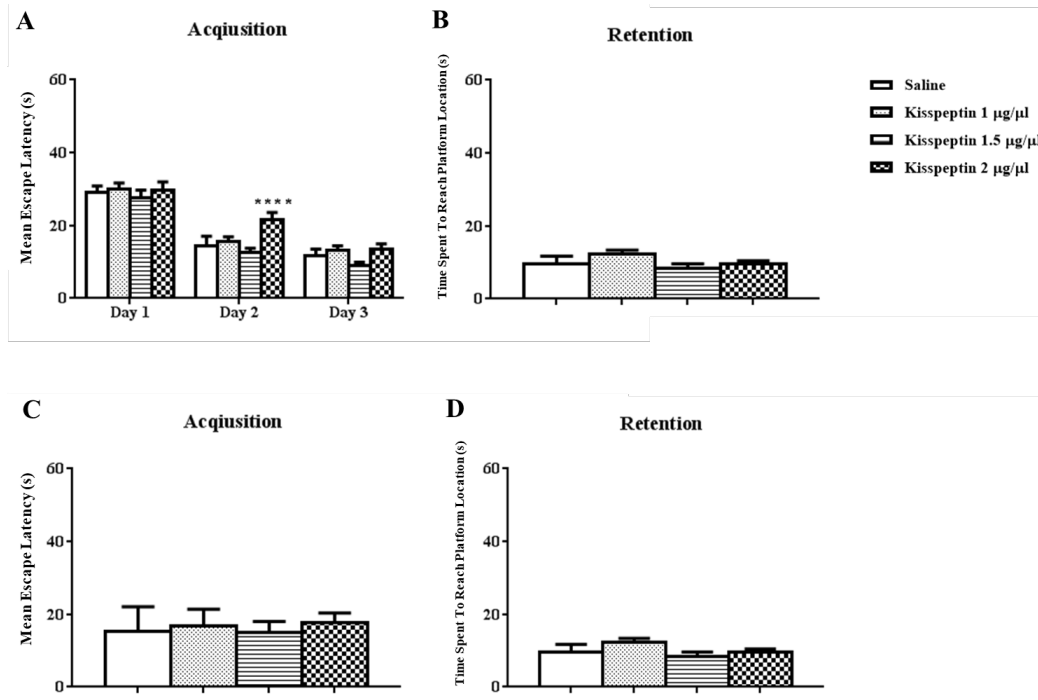 A
Acqiusition
Mean Escape Latency (s)
60
40
20
0
****
Day 1
Day 2
Day 3
B
Retention
Time Spent To Reach Platform Location (s)
60
40
20
0
Saline
Kisspeptin 1 µg/µl
Kisspeptin 1.5 µg/µl
Kisspeptin 2 µg/µl
C
Acqiusition
Mean Escape Latency (s)
60
40
20
0
D
Retention
Time Spent To Reach Platform Location (s)
60
40
20
0